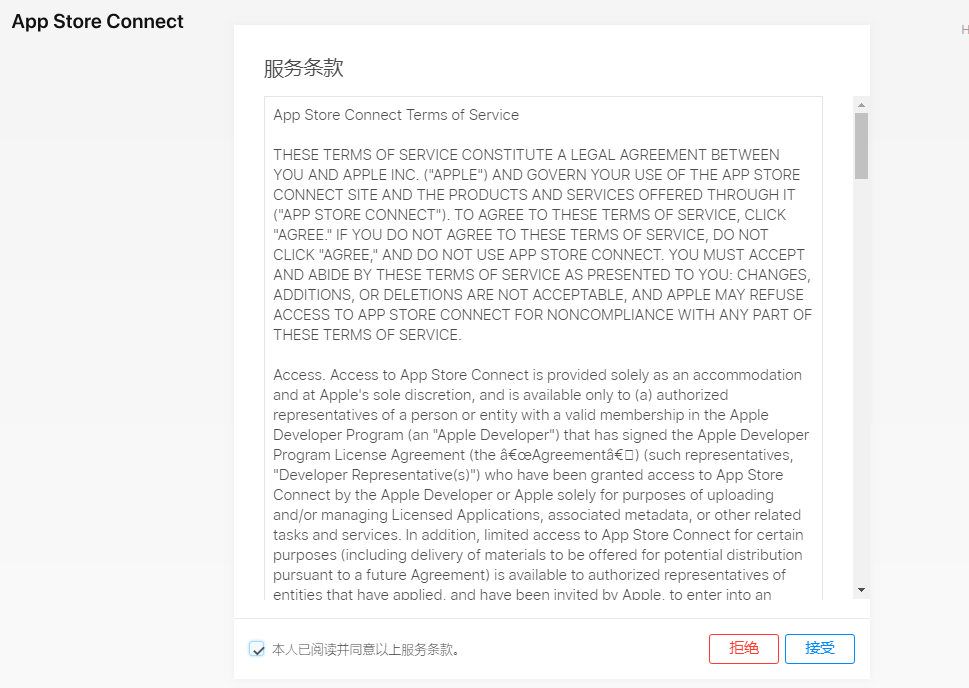 App Store Connect
H
服务条款
App Store Connect Terms of Service
THESE TERMS OF SERVICE CONSTITUTE A LEGAL AGREEMENT BETWEEN
YOU AND APPLE INC. ("APPLE") AND GOVERN YOUR USE OF THE APP STORE
CONNECT SITE AND THE PRODUCTS AND SERVICES OFFERED THROUGH IT
("APP STORE CONNECT"). TO AGREE TO THESE TERMS OF SERVICE, CLICK
"AGREE." IF YOU DO NOT AGREE TO THESE TERMS OF SERVICE, DO NOT
CLICK "AGREE," AND DO NOT USE APP STORE CONNECT. YOU MUST ACCEPT
AND ABIDE BY THESE TERMS OF SERVICE AS PRESENTED TO YOU: CHANGES,
ADDITIONS, OR DELETIONS ARE NOT ACCEPTABLE, AND APPLE MAY REFUSE
ACCESS TO APP STORE CONNECT FOR NONCOMPLIANCE WITH ANY PART OF
THESE TERMS OF SERVICE.
Access. Access to App Store Connect is provided solely as an accommodation
and at Apple's sole discretion, and is available only to (a) authorized
representatives of a person or entity with a valid membership in the Apple
Developer Program (an "Apple Developer") that has signed the Apple Developer
Program License Agreement (the â€œAgreementâ€□) (such representatives,
"Developer Representative(s)") who have been granted access to App Store
Connect by the Apple Developer or Apple solely for purposes of uploading
and/or managing Licensed Applications, associated metadata, or other related
tasks and services. In addition, limited access to App Store Connect for certain
purposes (including delivery of materials to be offered for potential distribution
pursuant to a future Agreement) is available to authorized representatives of
entities that have applied, and have been invited by Apple, to enter into an
本人已阅读并同意以上服务条款。
拒绝
接受